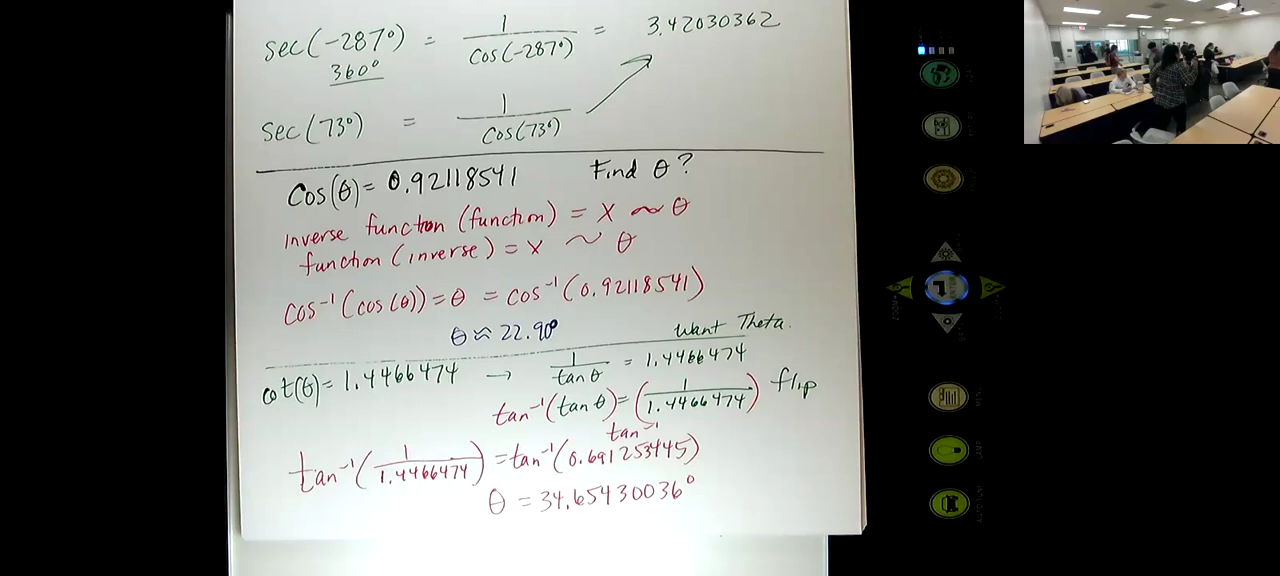 sec(-287°) = 1/cos(-287°) = 3.42030362
360°
sec(73°) = 1/cos(73°)
Cos(θ) = 0.92118541 Find θ?
inverse function (function) = x ~ θ
function (inverse) = x ~ θ
cos⁻¹(cos(θ)) = θ = cos⁻¹(0.92118541)
θ ≈ 22.90°
Want Theta.
cot(θ) = 1.4466474 → 1/tanθ = 1.4466474
tan⁻¹(tanθ) = (1/1.4466474) flip
tan⁻¹
tan⁻¹(1/1.4466474) = tan⁻¹(0.691253445)
θ = 34.65430036°